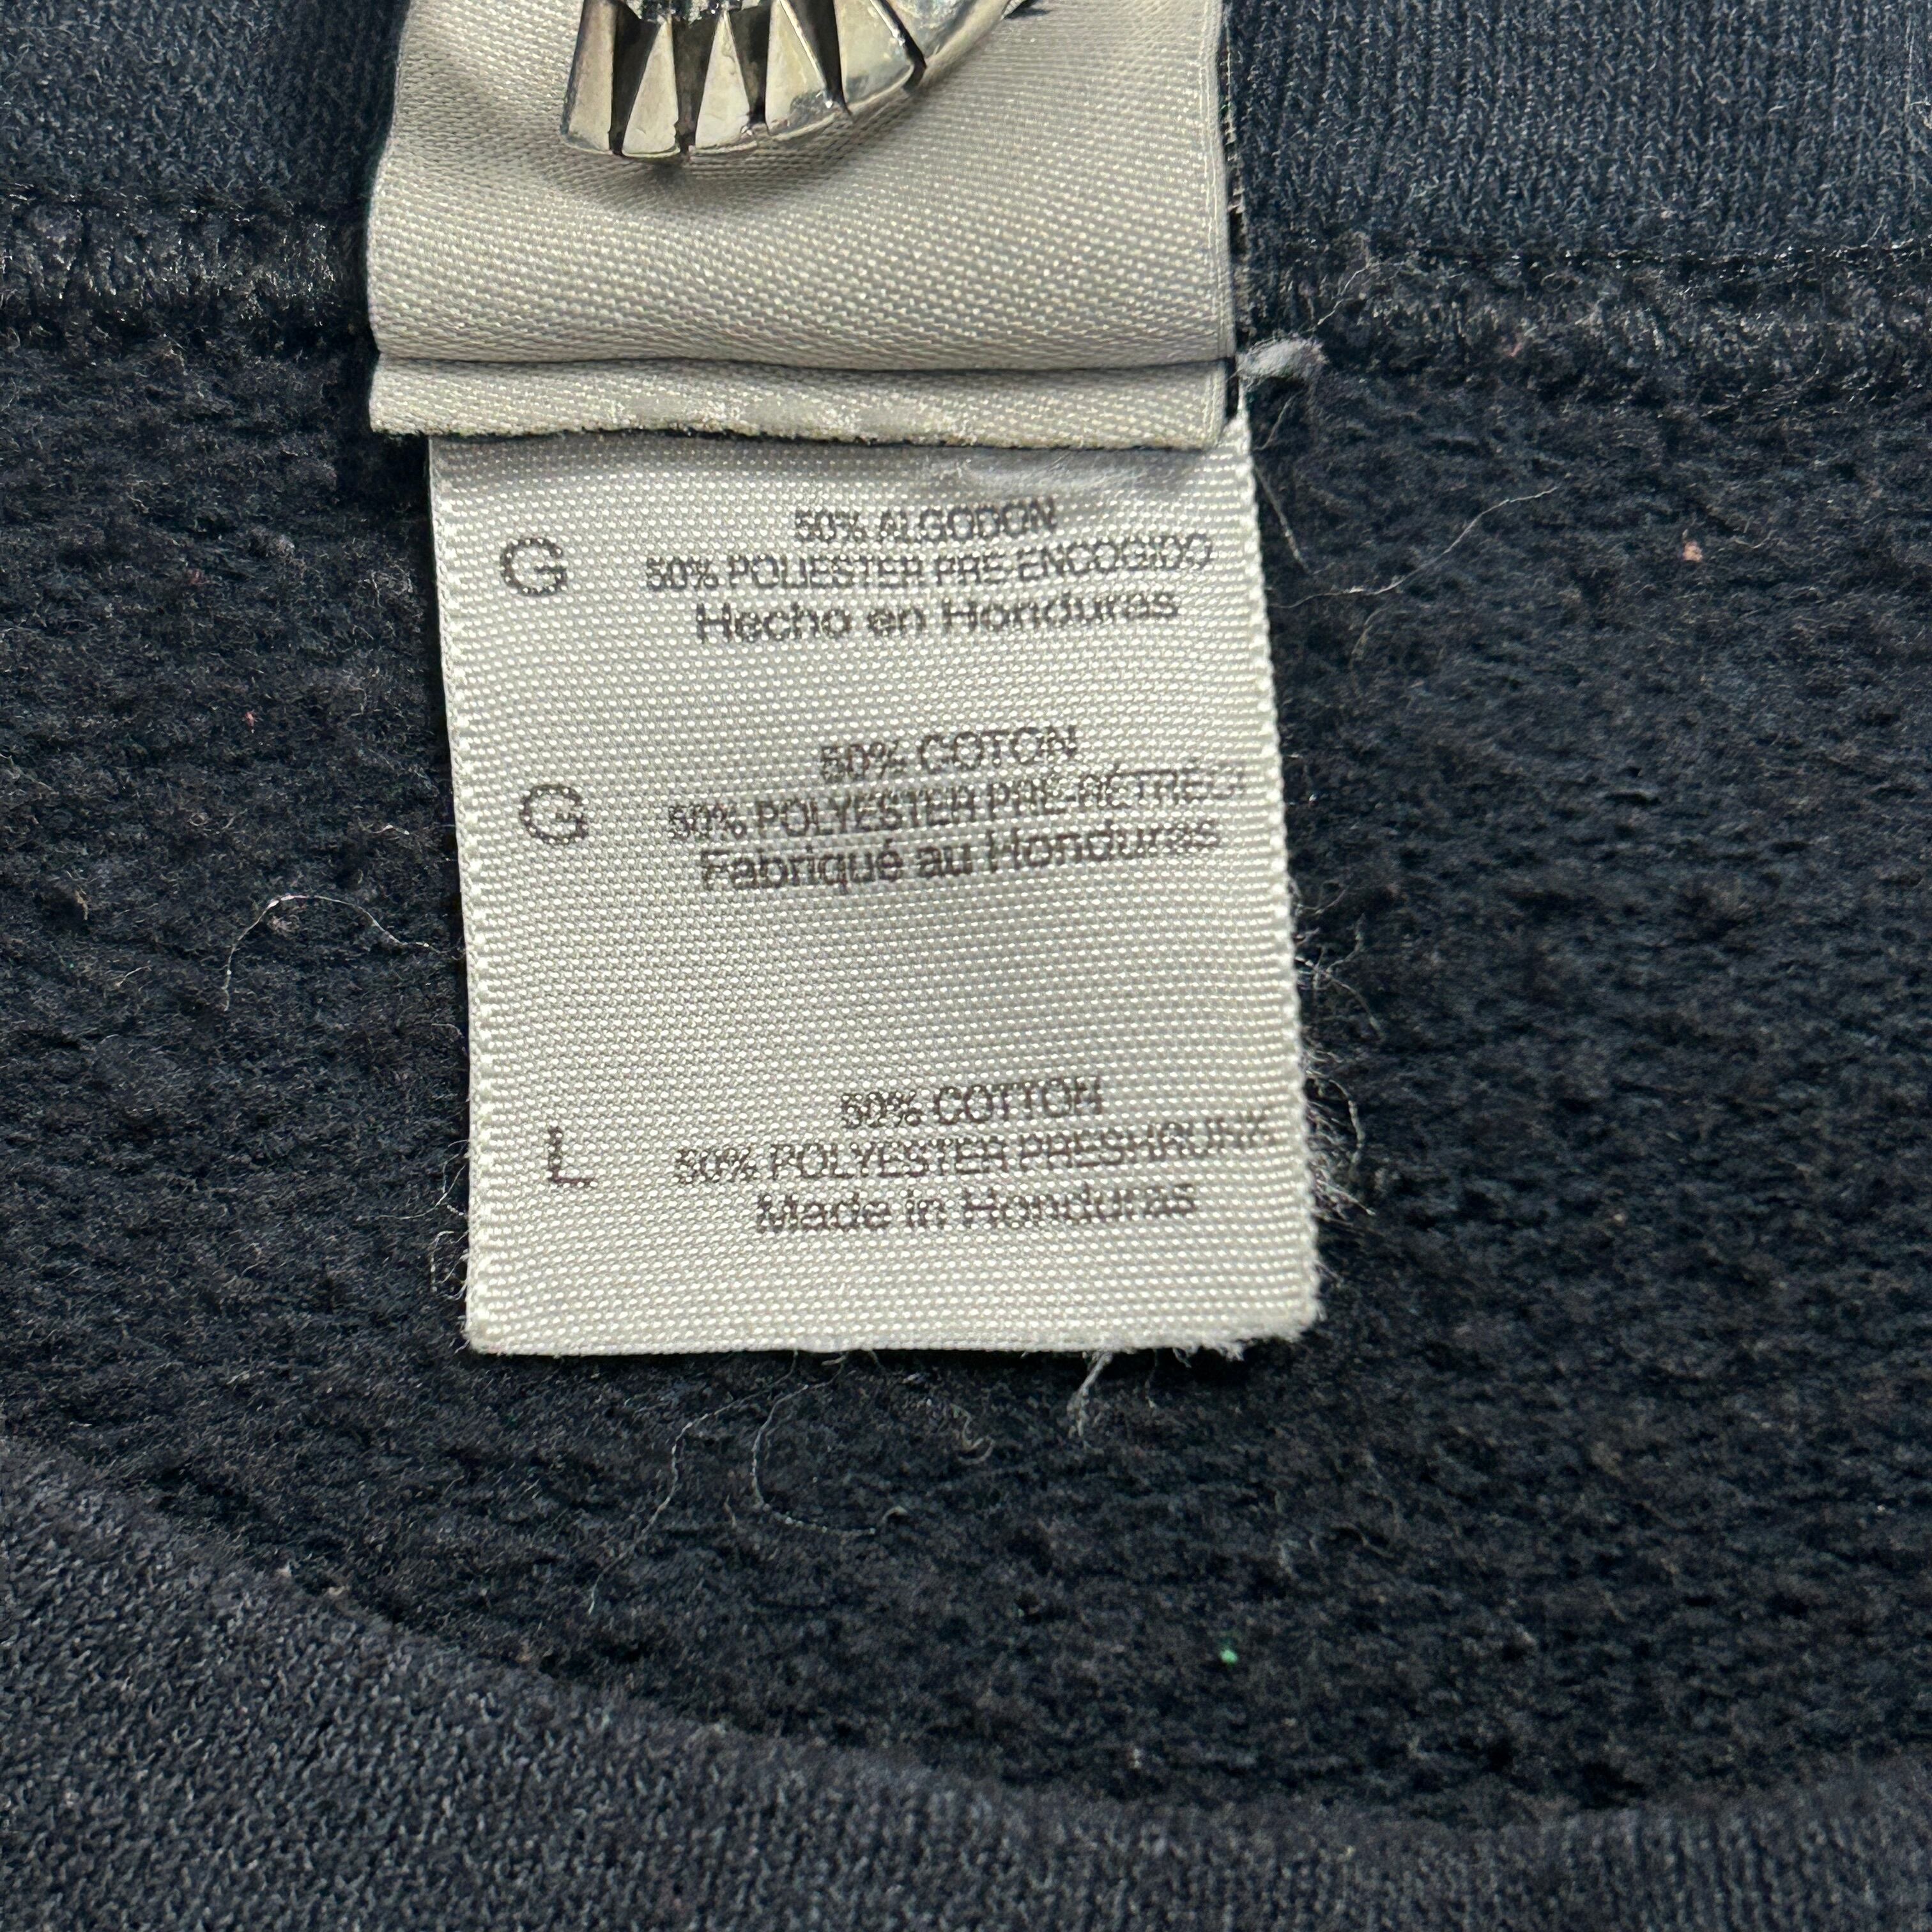 G 50% ALGODON
50% POLIESTER PRE-ENCOGIDO
Hecho en Honduras
G 50% COTON
50% POLYESTER PRÉ-RÉTRÉCI
Fabriqué au Honduras
L 50% COTTON
50% POLYESTER PRESHRUNK
Made in Honduras